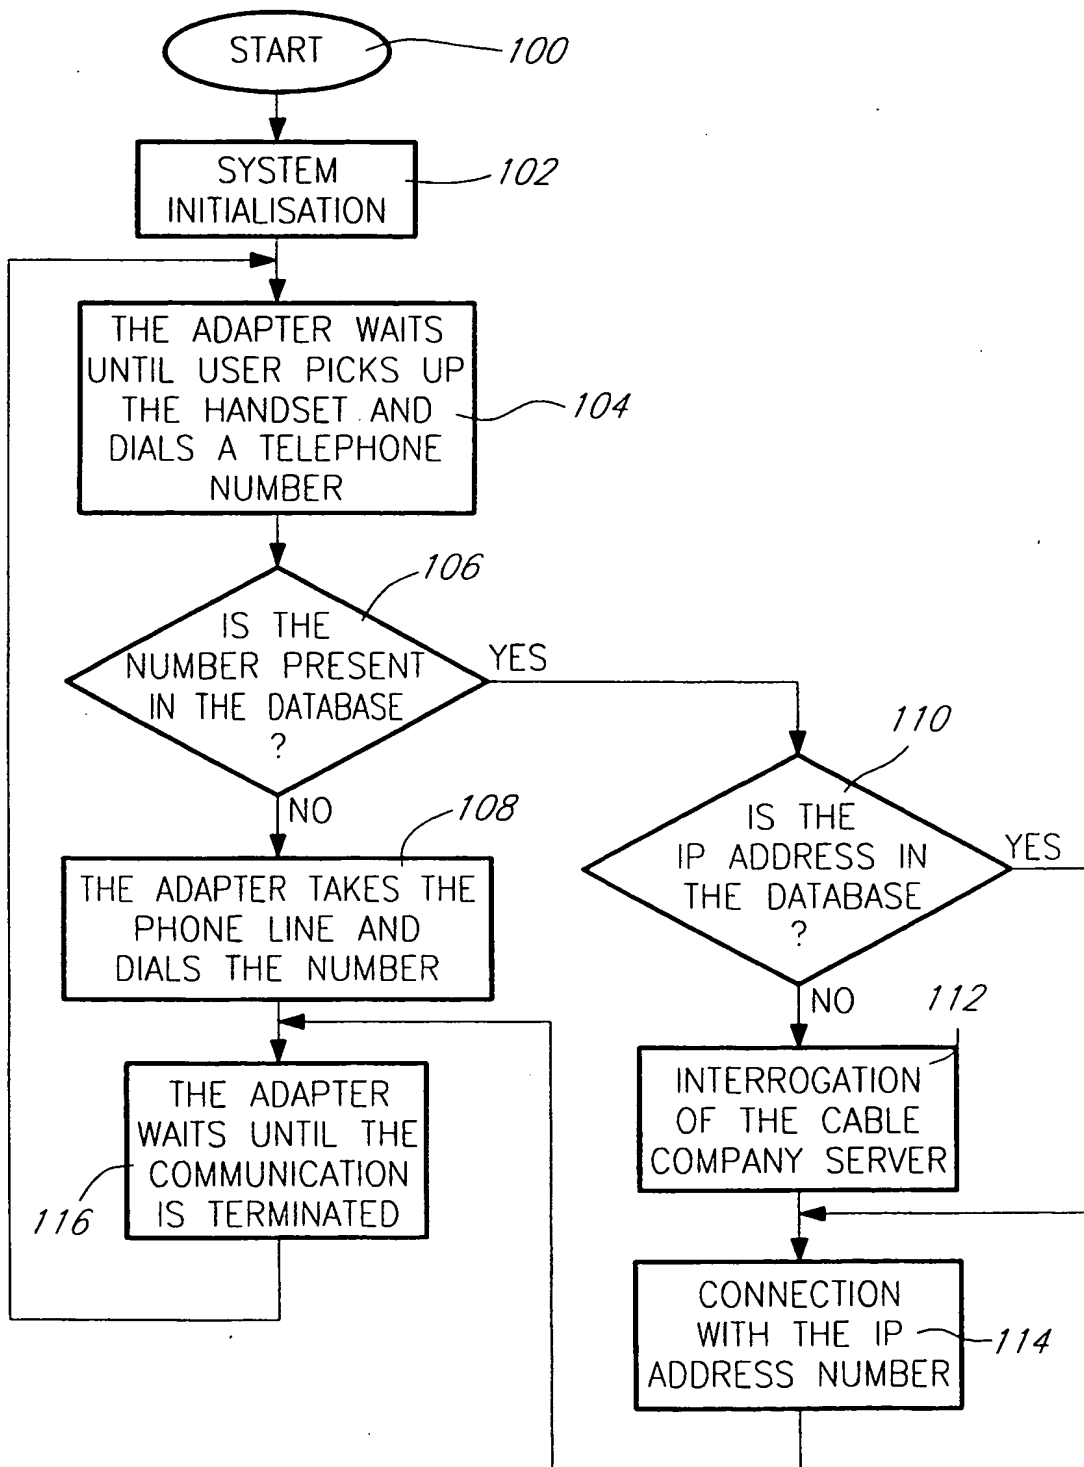 START
100
SYSTEM
INITIALISATION
102
THE ADAPTER WAITS
UNTIL USER PICKS UP
THE HANDSET AND
DIALS A TELEPHONE
NUMBER
104
106
IS THE
NUMBER PRESENT
IN THE DATABASE
?
YES
NO
108
THE ADAPTER TAKES THE
PHONE LINE AND
DIALS THE NUMBER
110
IS THE
IP ADDRESS IN
THE DATABASE
?
YES
NO
112
INTERROGATION
OF THE CABLE
COMPANY SERVER
THE ADAPTER
WAITS UNTIL THE
COMMUNICATION
IS TERMINATED
116
CONNECTION
WITH THE IP
ADDRESS NUMBER
114